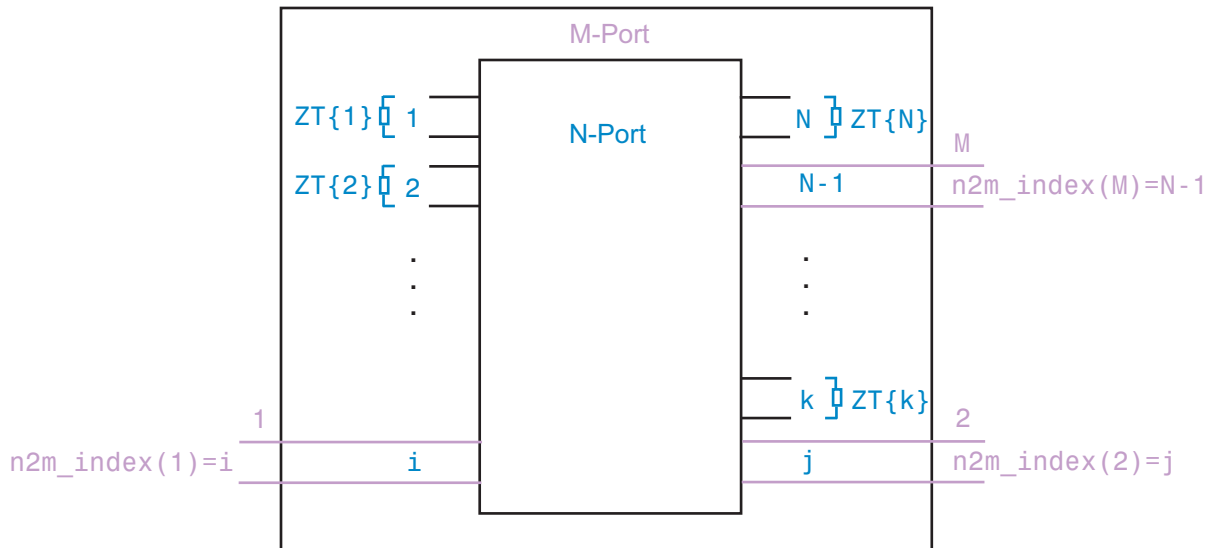 M-Port
N-Port
ZT{1} 1
N ZT{N}
M
ZT{2} 2
N-1
n2m_index(M)=N-1
k ZT{k}
1
2
n2m_index(1)=i
i
j
n2m_index(2)=j